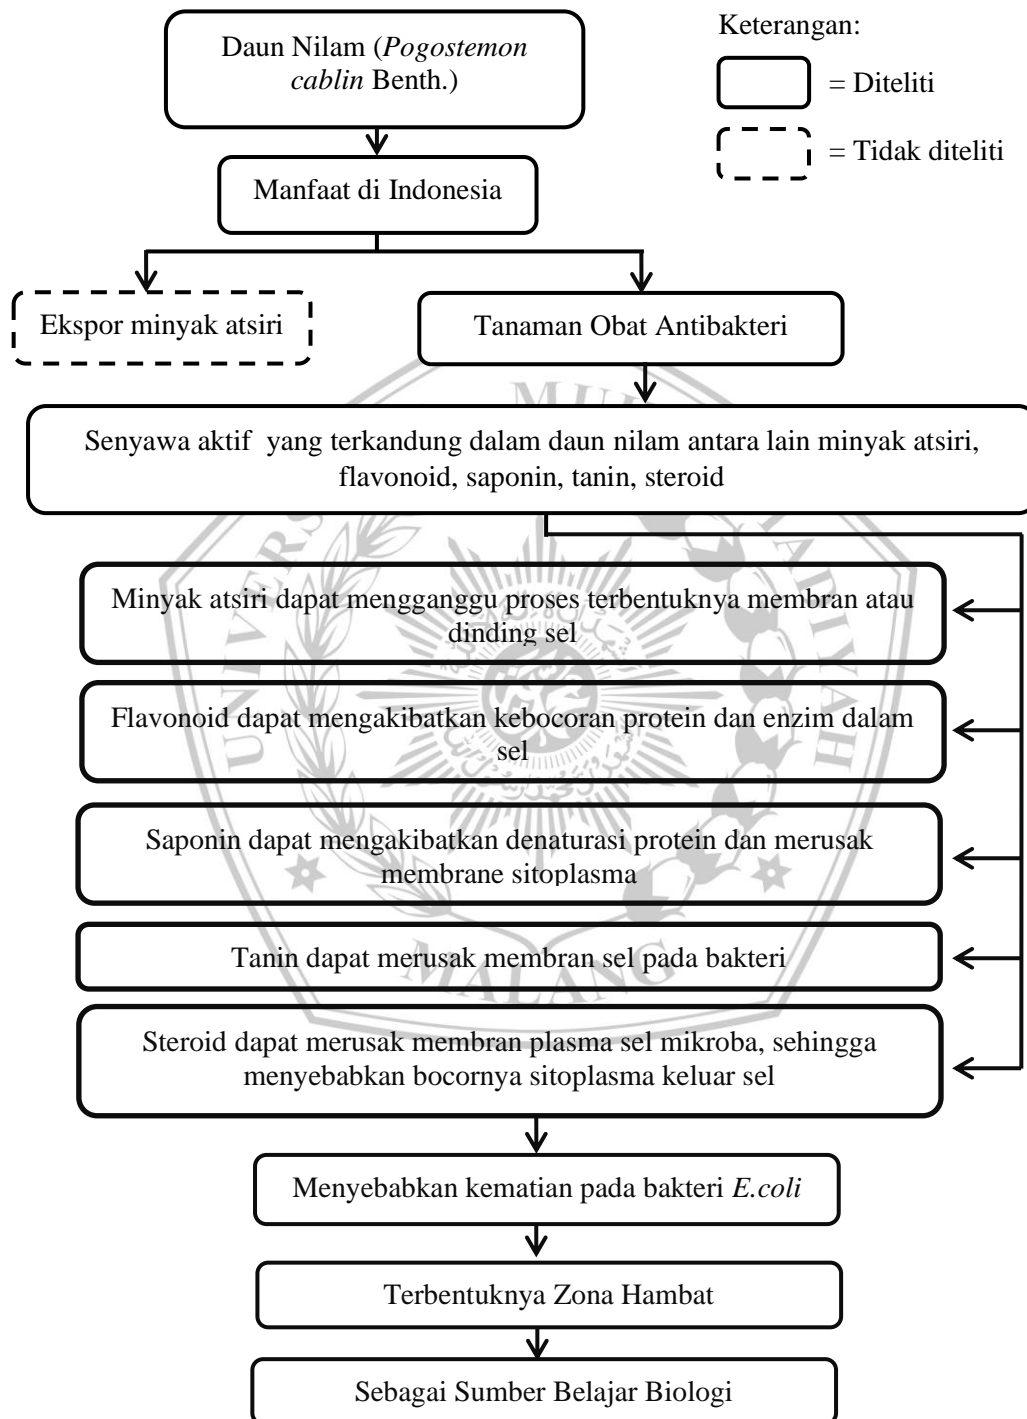 Daun Nilam (Pogostemon
cablin Benth.)
Keterangan:
= Diteliti
= Tidak diteliti
Manfaat di Indonesia
Ekspor minyak atsiri
Tanaman Obat Antibakteri
Senyawa aktif yang terkandung dalam daun nilam antara lain minyak atsiri,
flavonoid, saponin, tanin, steroid
Minyak atsiri dapat mengganggu proses terbentuknya membran atau
dinding sel
Flavonoid dapat mengakibatkan kebocoran protein dan enzim dalam
sel
Saponin dapat mengakibatkan denaturasi protein dan merusak
membrane sitoplasma
Tanin dapat merusak membran sel pada bakteri
Steroid dapat merusak membran plasma sel mikroba, sehingga
menyebabkan bocornya sitoplasma keluar sel
Menyebabkan kematian pada bakteri E.coli
Terbentuknya Zona Hambat
Sebagai Sumber Belajar Biologi
MALANG